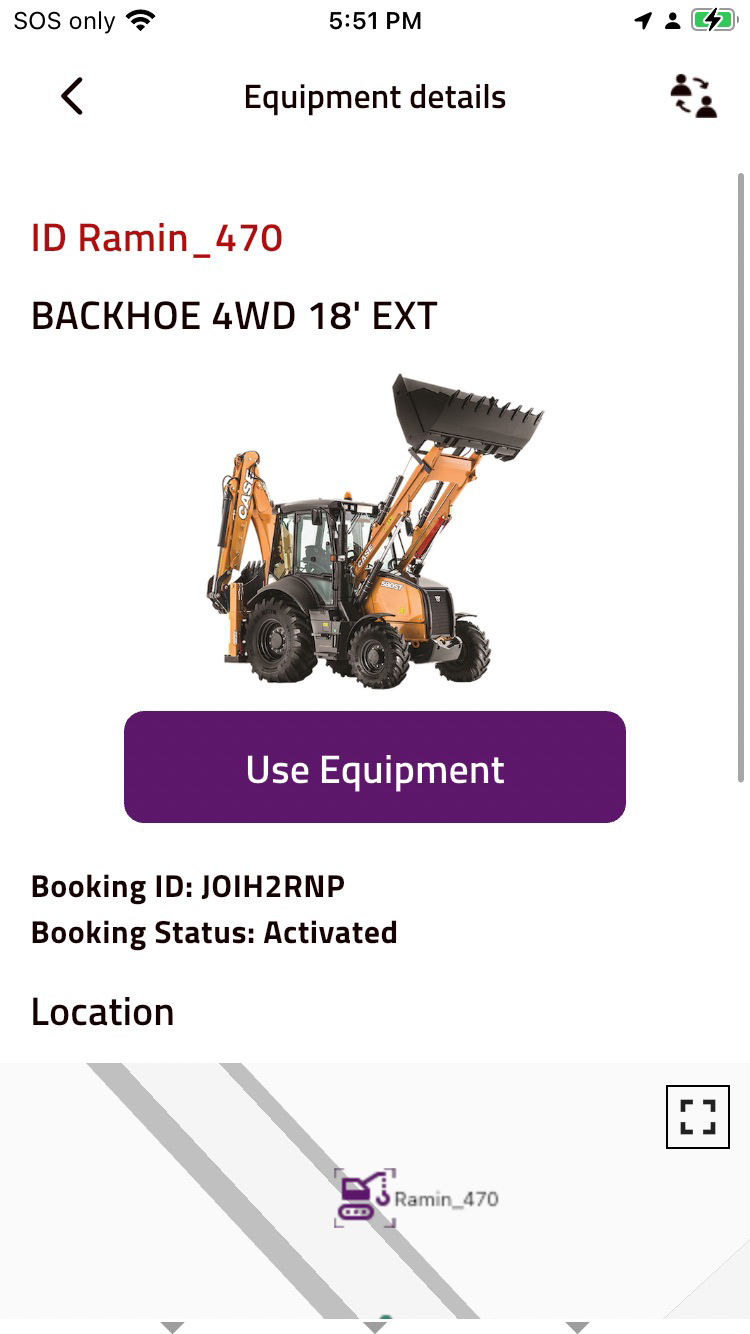 SOS only 5:51 PM
Equipment details
ID Ramin_470
BACKHOE 4WD 18' EXT
CASE
CASE
580ST
Use Equipment
Booking ID: JOIH2RNP
Booking Status: Activated
Location
Ramin_470